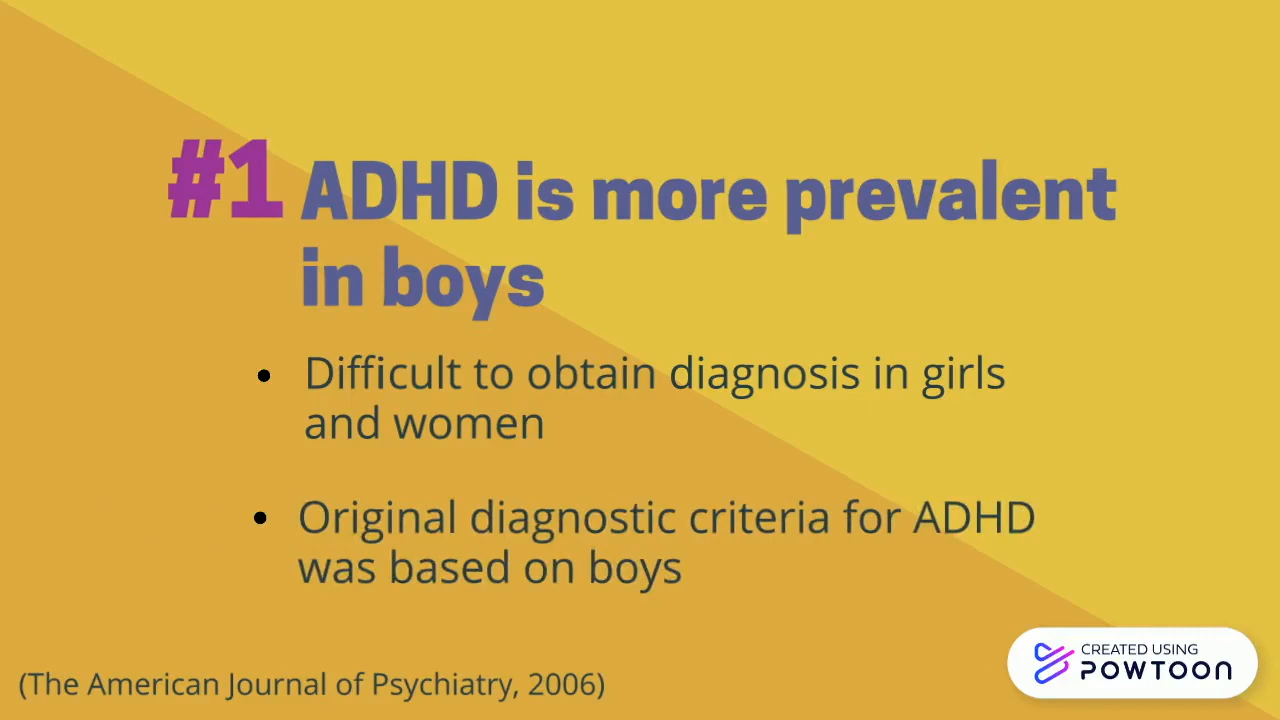 #1 ADHD is more prevalent
in boys
• Difficult to obtain diagnosis in girls
and women
• Original diagnostic criteria for ADHD
was based on boys
CREATED USING
POWTOON
(The American Journal of Psychiatry, 2006)